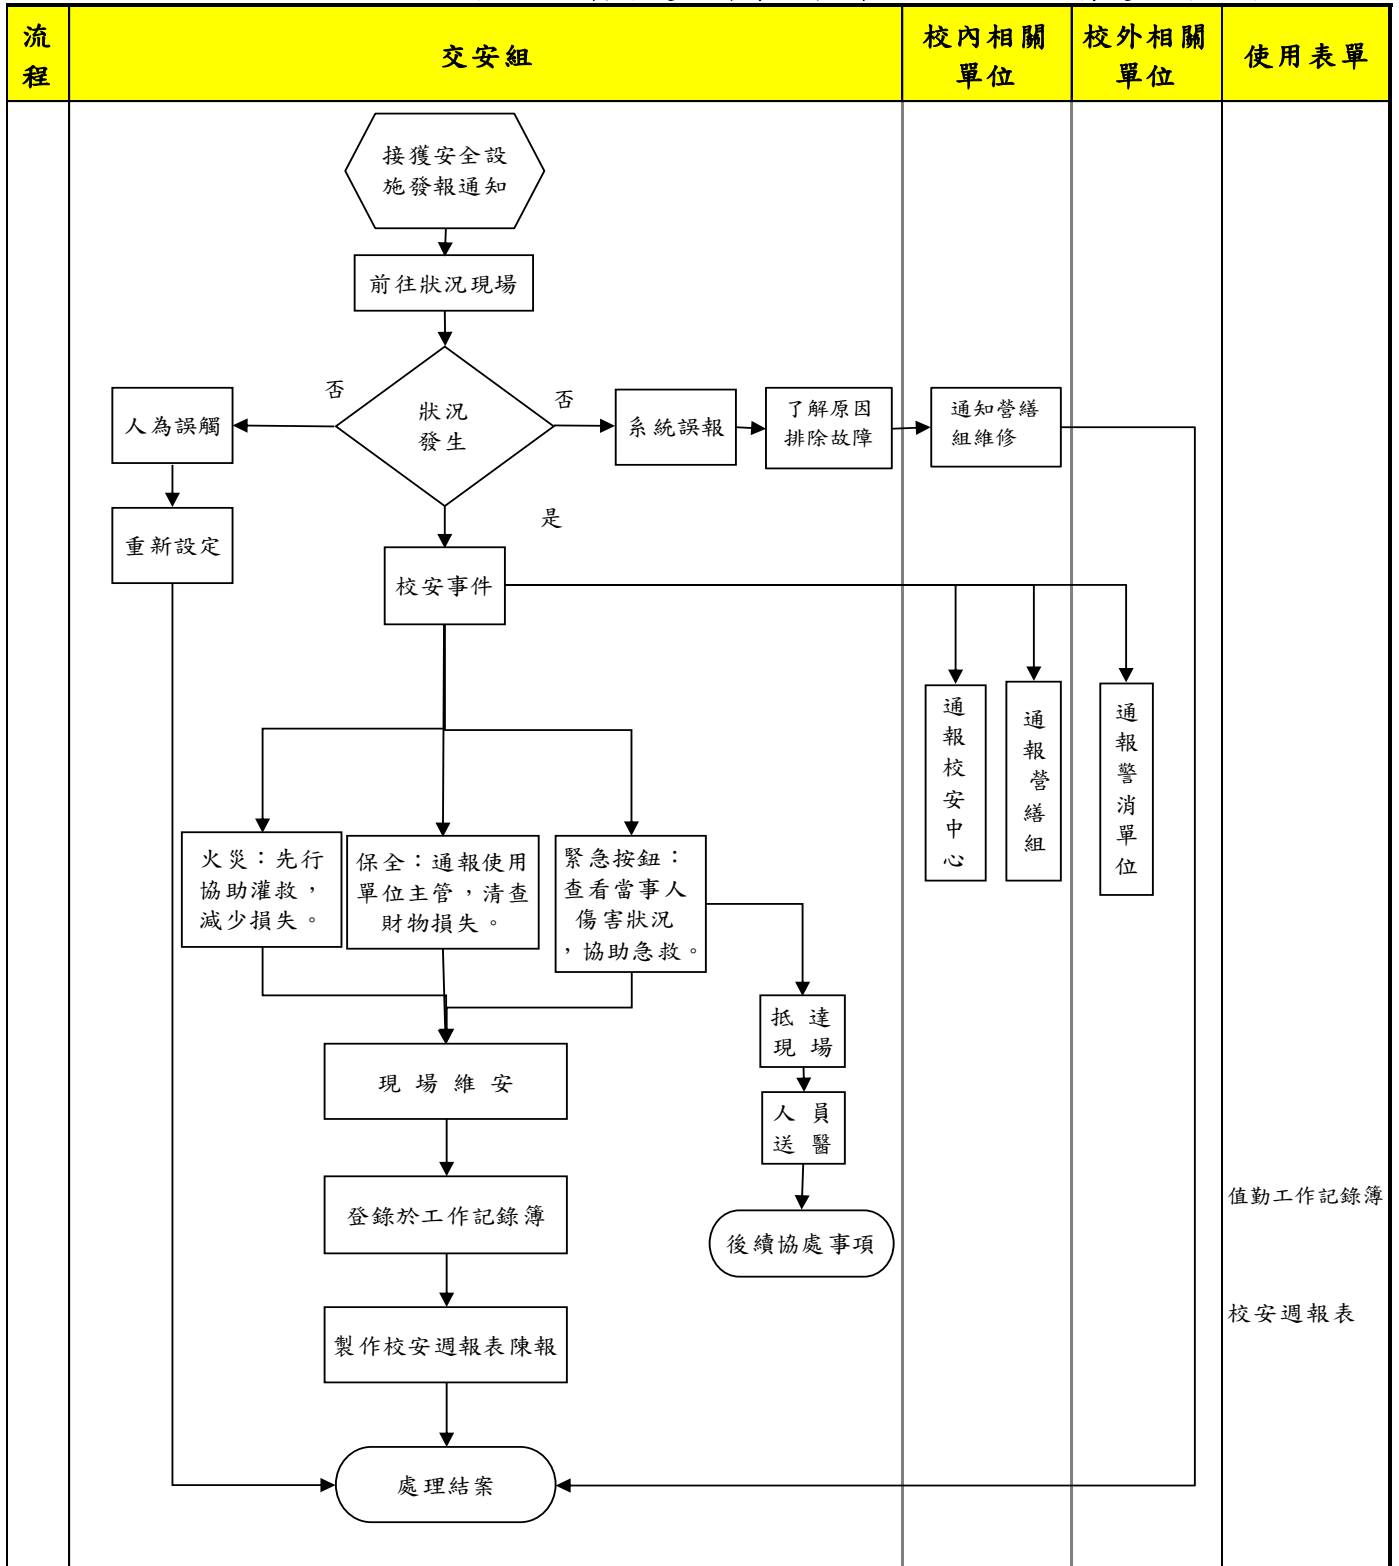 流
程
交安組
校內相關
單位
校外相關
單位
使用表單
接獲安全設
施發報通知
前往狀況現場
否
狀況
發生
否
人為誤觸
系統誤報
了解原因
排除故障
通知營繕
組維修
重新設定
是
校安事件
通報校安中心
通報營繕組
通報警消單位
火災：先行
協助灌救，
減少損失。
保全：通報使用
單位主管，清查
財物損失。
緊急按鈕：
查看當事人
傷害狀況
，協助急救。
抵達
現場
現場維安
人員
送醫
登錄於工作記錄簿
值勤工作記錄簿
後續協處事項
製作校安週報表陳報
校安週報表
處理結案